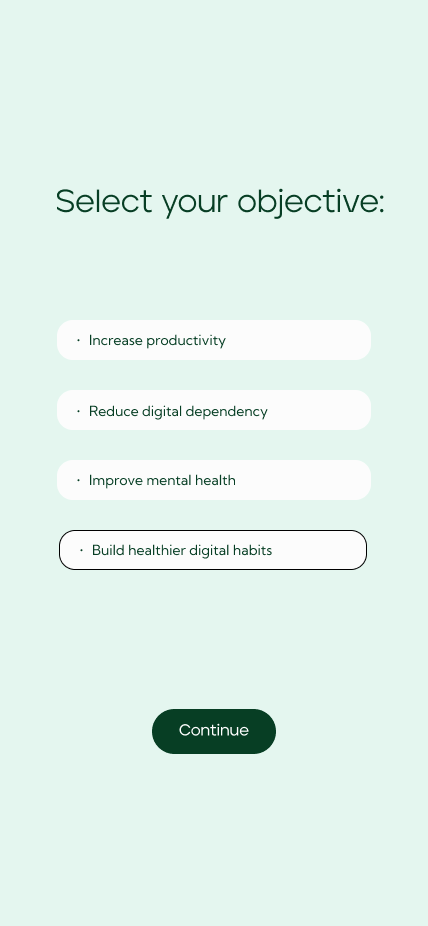 Select your objective:
· Increase productivity
· Reduce digital dependency
· Improve mental health
· Build healthier digital habits
Continue